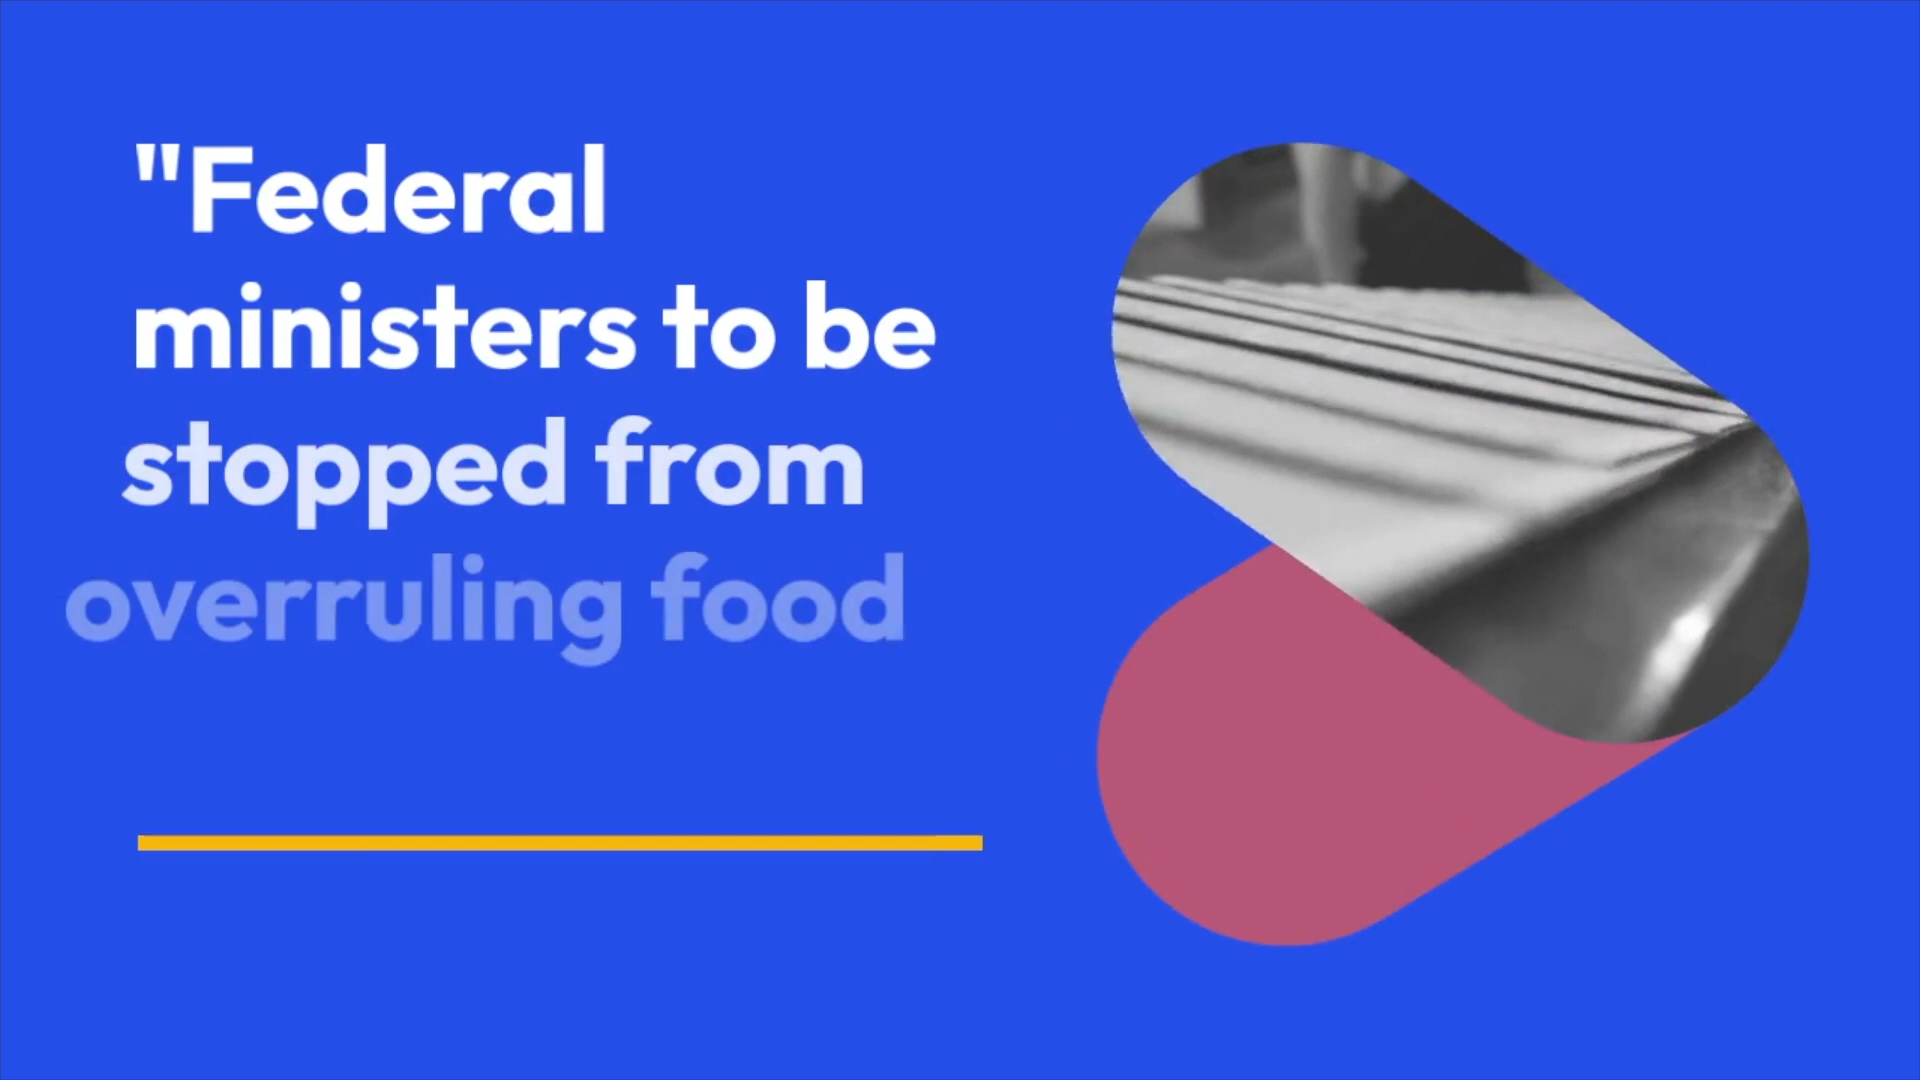 "Federal
ministers to be
stopped from
overruling food